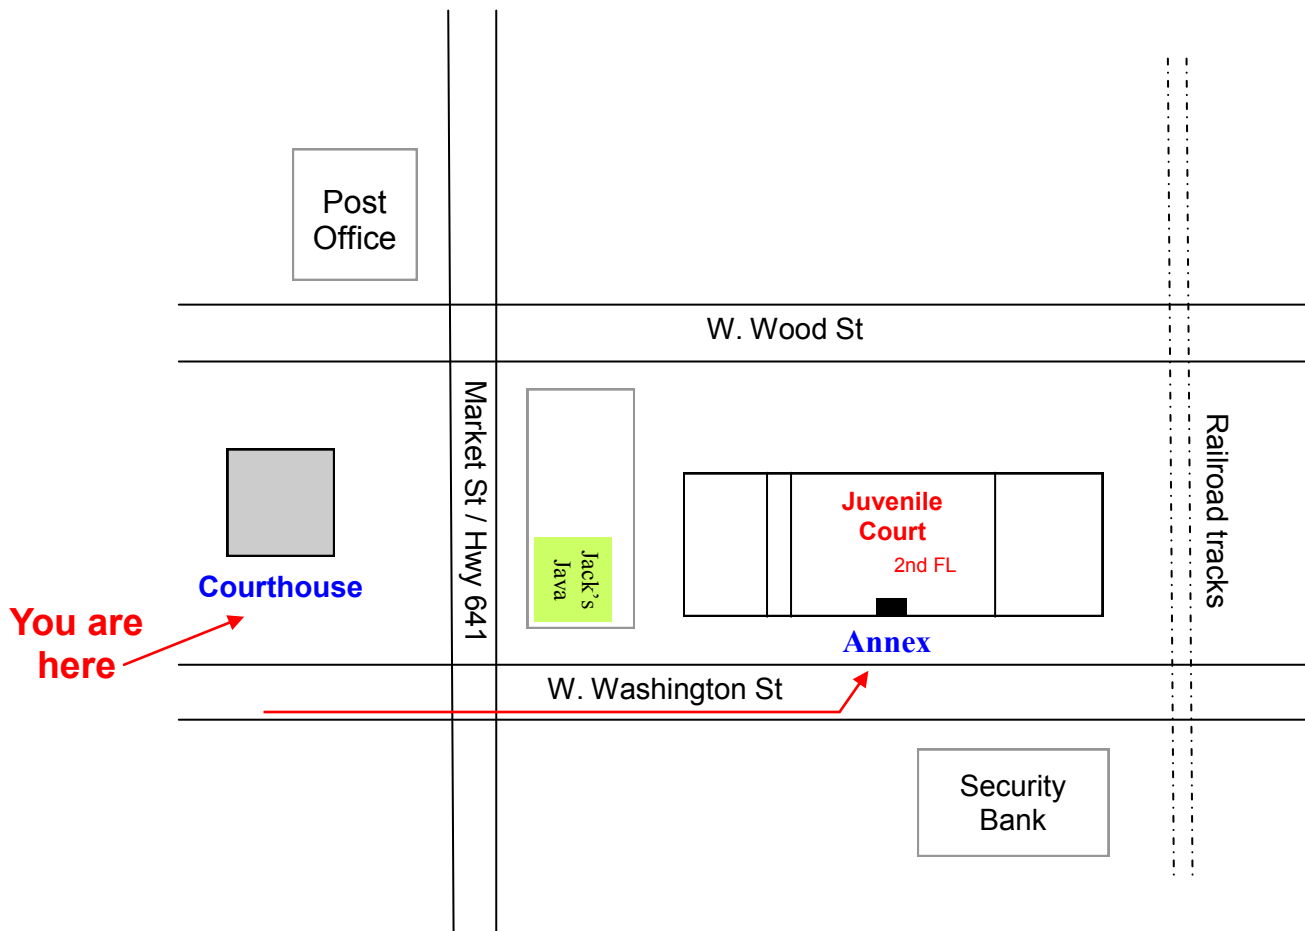 Post
Office
W. Wood St
Market St / Hwy 641
Jack's
Java
Juvenile
Court
2nd FL
Railroad tracks
Courthouse
You are
here
Annex
W. Washington St
Security
Bank